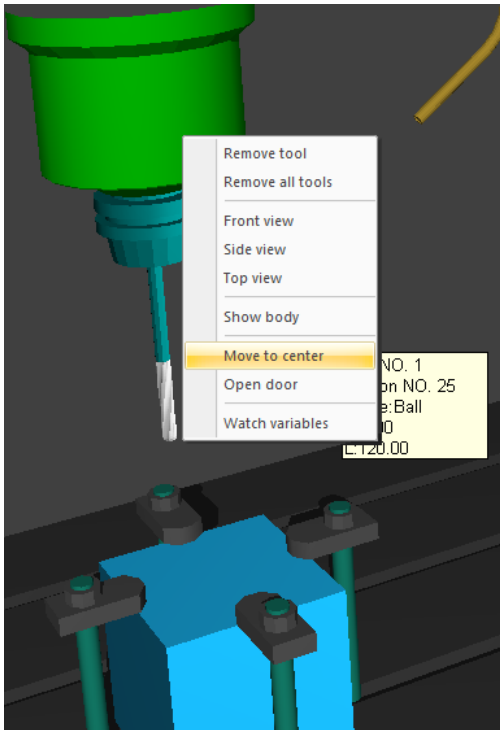 Remove tool
Remove all tools
Front view
Side view
Top view
Show body
Move to center
Open door
Watch variables
NO. 1
on NO. 25
e:Ball
0
L:120.00